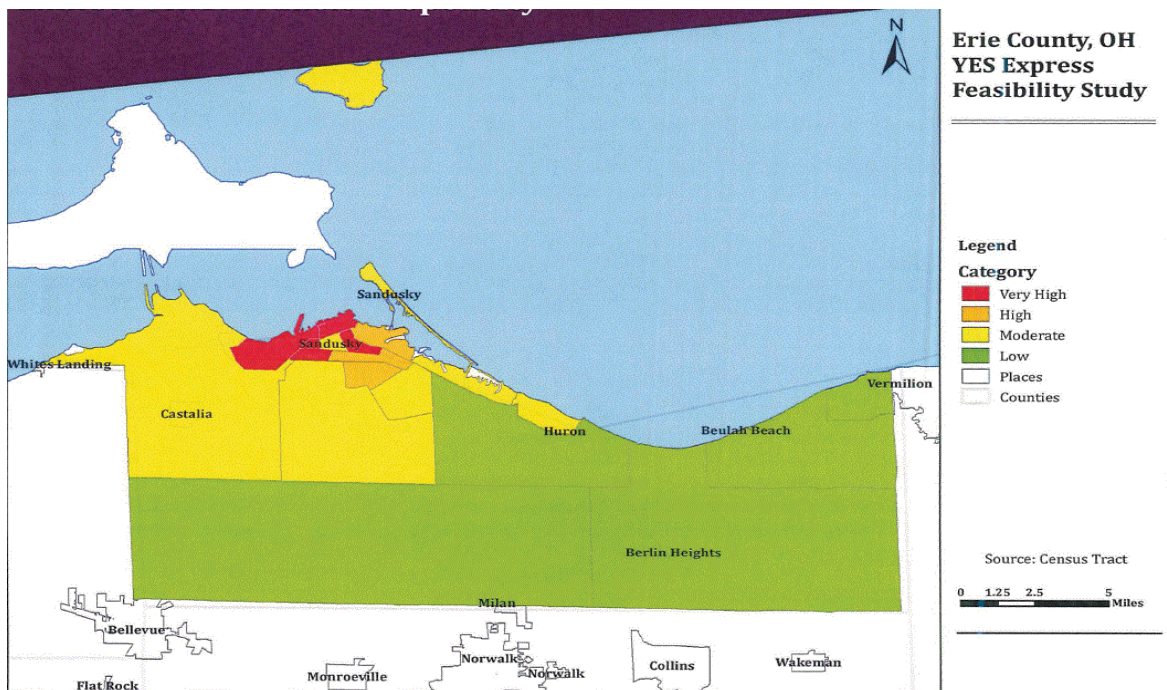 N
Erie County, OH
YES Express
Feasibility Study
Sandusky
Sandusky
Whites Landing
Castalia
Huron
Beulah Beach
Vermilion
Berlin Heights
Milan
Bellevue
Flat Rock
Monroeville
Norwalk
Norwalk
Collins
Wakeman
Legend
Category
Very High
High
Moderate
Low
Places
Counties
Source: Census Tract
0 1.25 2.5 5
Miles